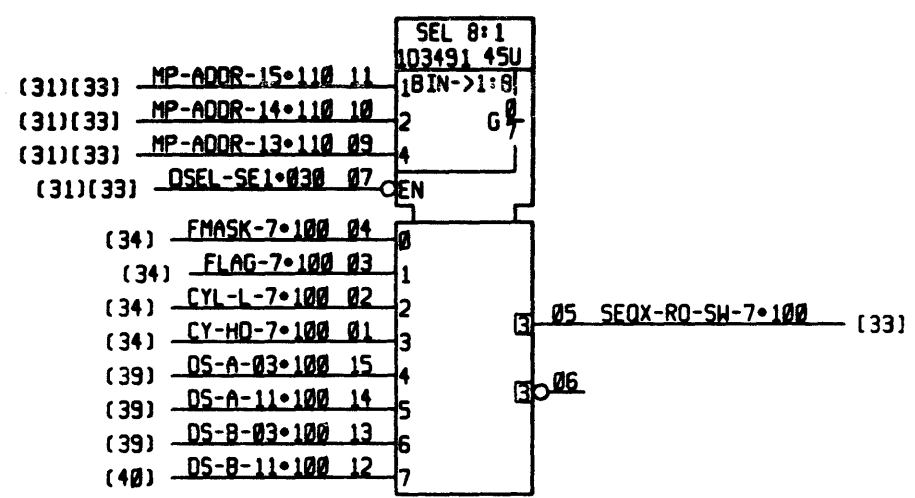 SEL 8:1
103491 45U
(31)[33] MP-ADDR-15•110 11 1 BIN->1:8
(31)[33] MP-ADDR-14•110 10 2 G 0/7
(31)[33] MP-ADDR-13•110 09 4
(31)[33] DSEL-SE1•030 07 EN
(34) FMASK-7•100 04 0
(34) FLAG-7•100 03 1
(34) CYL-L-7•100 02 2
(34) CY-HD-7•100 01 3
3 05 SEQX-RD-SW-7•100 [33]
(39) DS-A-03•100 15 4
3 06
(39) DS-A-11•100 14 5
(39) DS-B-03•100 13 6
(40) DS-B-11•100 12 7